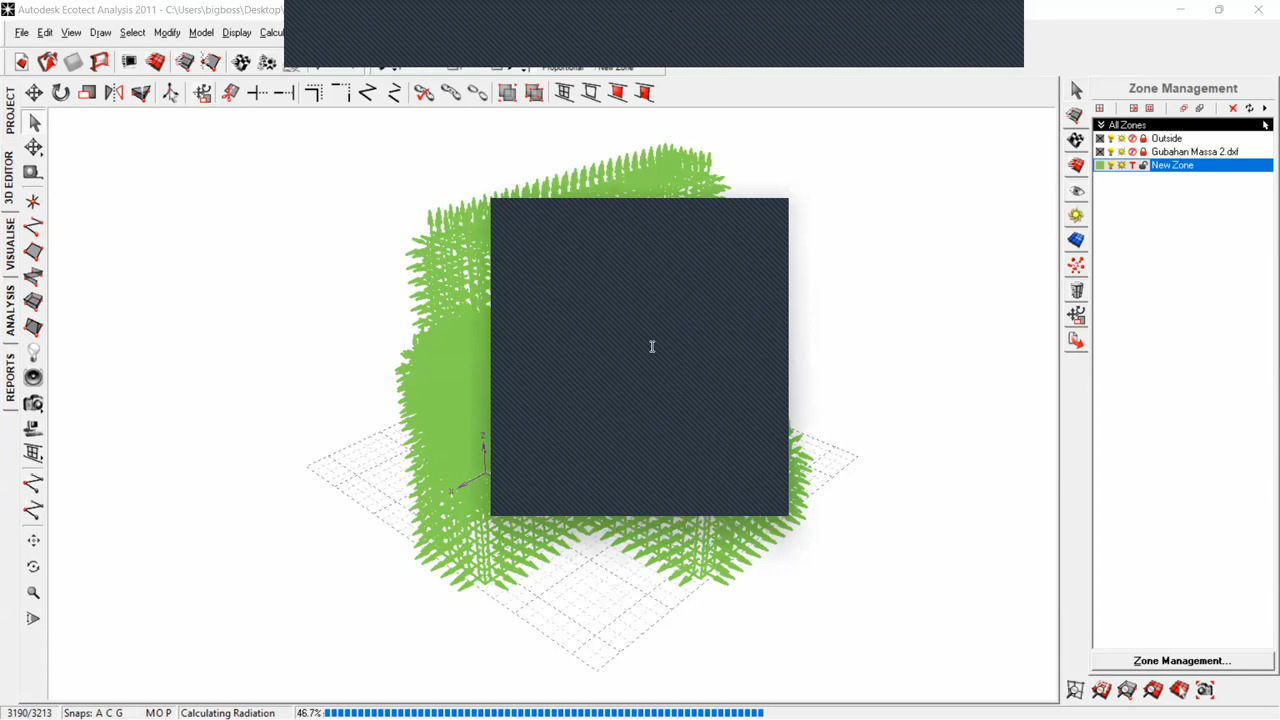 Autodesk Ecotect Analysis 2011 - C:\Users\bigboss\Desktop\
File Edit View Draw Select Modify Model Display Calcul
PROJECT
3D EDITOR
VISUALISE
ANALYSIS
REPORTS
Z
X
Zone Management
All Zones
Outside
Gubahan Massa 2.dxf
T New Zone
Zone Management...
3190/3213 Snaps: A C G MO P Calculating Radiation 46.7%